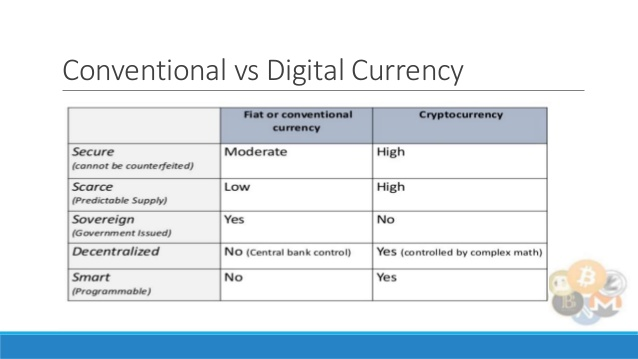 Conventional vs Digital Currency
Fiat or conventional currency Cryptocurrency
Secure (cannot be counterfeited) Moderate High
Scarce (Predictable Supply) Low High
Sovereign (Government Issued) Yes No
Decentralized No (Central bank control) Yes (controlled by complex math)
Smart (Programmable) No Yes